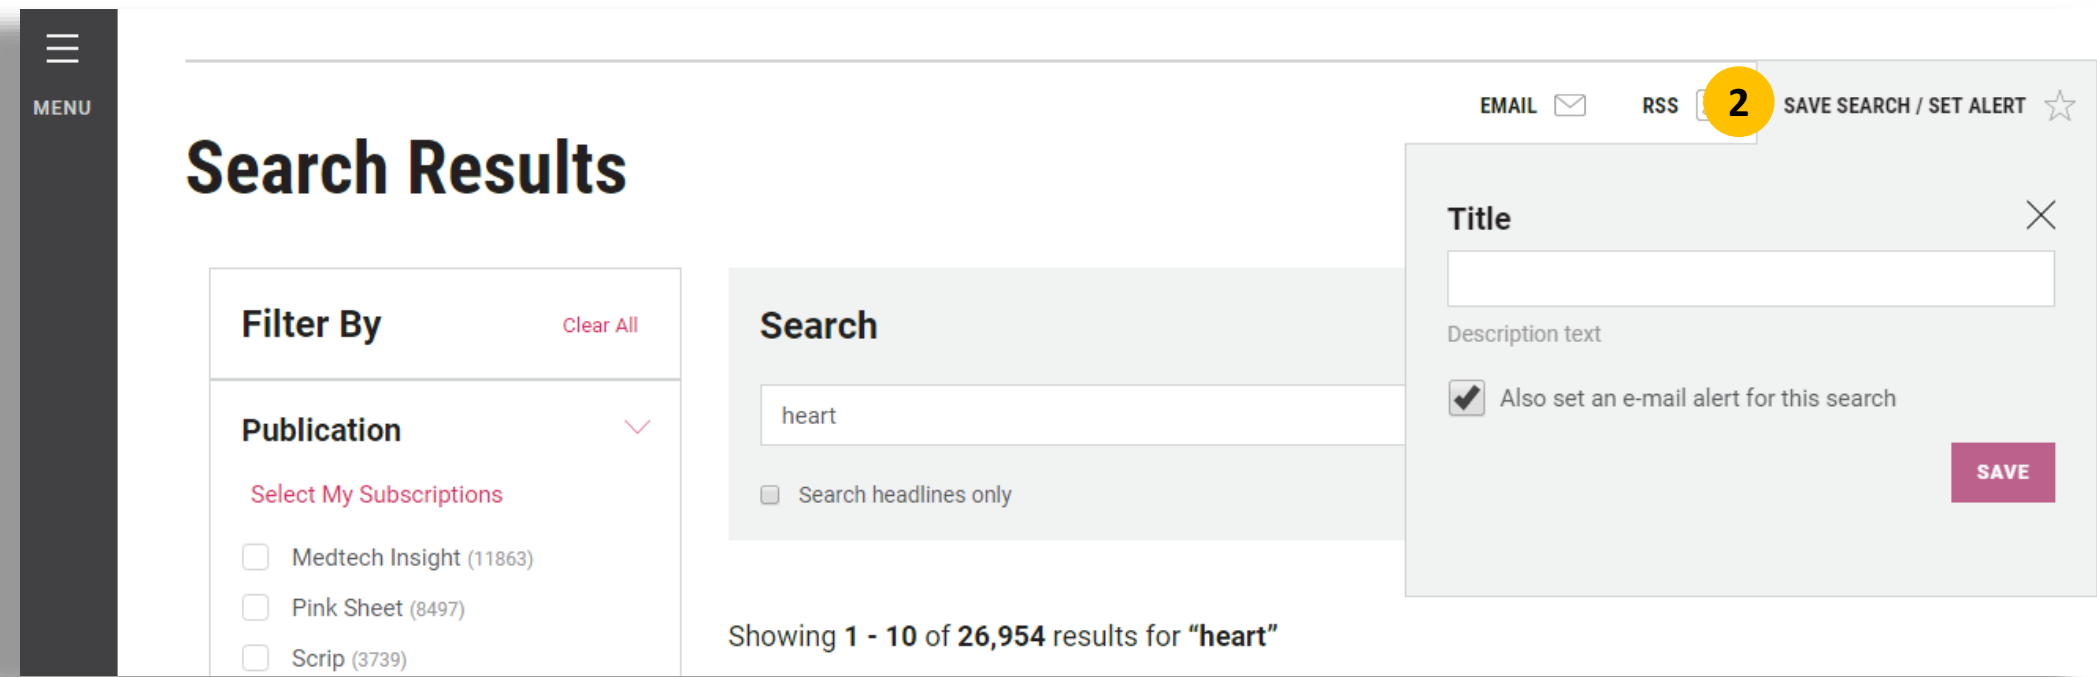 MENU
EMAIL
RSS
2
SAVE SEARCH / SET ALERT
Search Results
Title
Description text
Also set an e-mail alert for this search
SAVE
Filter By
Clear All
Publication
Select My Subscriptions
Medtech Insight (11863)
Pink Sheet (8497)
Scrip (3739)
Search
heart
Search headlines only
Showing 1 - 10 of 26,954 results for “heart”